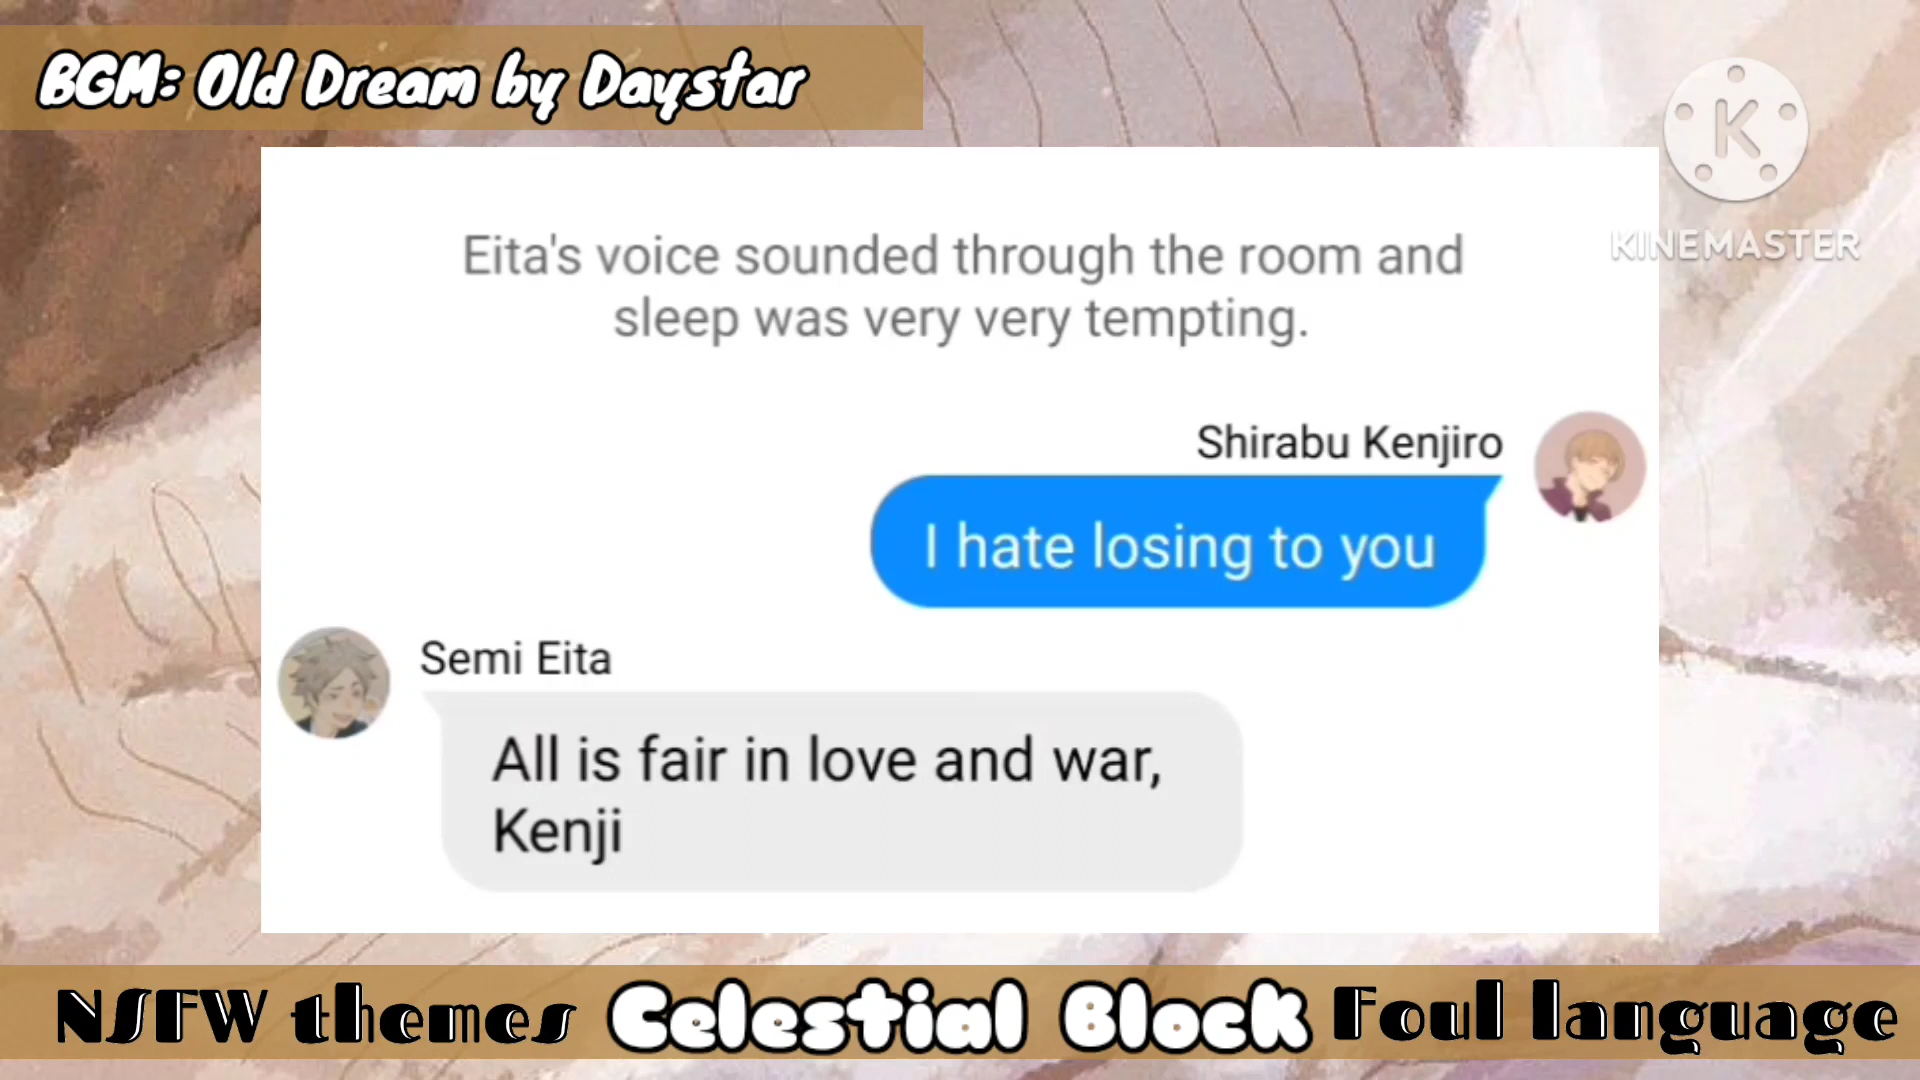 BGM: Old Dream by Daystar
K
KINEMASTER
Eita's voice sounded through the room and
sleep was very very tempting.
Shirabu Kenjiro
I hate losing to you
Semi Eita
All is fair in love and war,
Kenji
NSFW themes Celestial Block Foul language